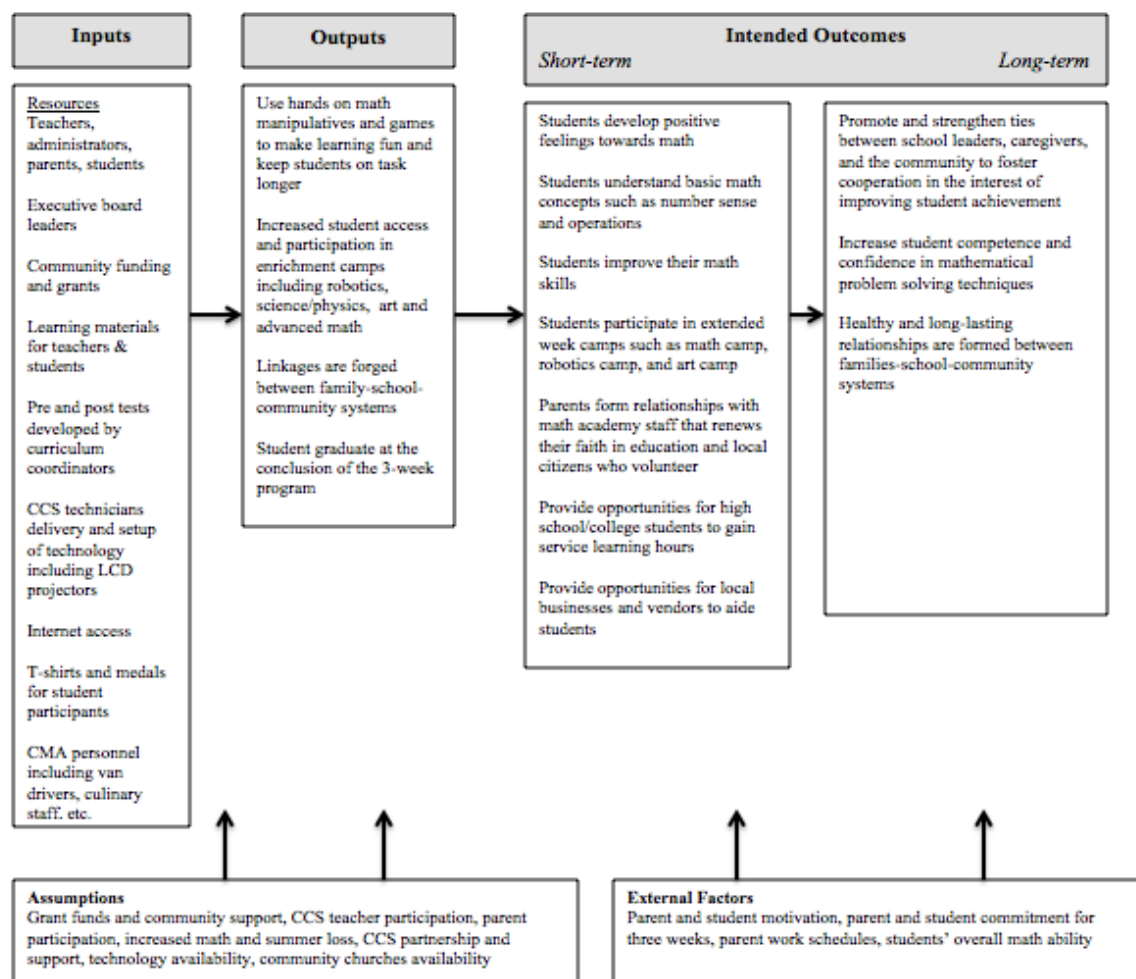 Inputs
Outputs
Intended Outcomes
Short-term
Long-term
Resources
Teachers,
administrators,
parents, students
Executive board
leaders
Community funding
and grants
Learning materials
for teachers &
students
Pre and post tests
developed by
curriculum
coordinators
CCS technicians
delivery and setup
of technology
including LCD
projectors
Internet access
T-shirts and medals
for student
participants
CMA personnel
including van
drivers, culinary
staff. etc.
Use hands on math
manipulatives and games
to make learning fun and
keep students on task
longer
Increased student access
and participation in
enrichment camps
including robotics,
science/physics, art and
advanced math
Linkages are forged
between family-school-
community systems
Student graduate at the
conclusion of the 3-week
program
Students develop positive
feelings towards math
Students understand basic math
concepts such as number sense
and operations
Students improve their math
skills
Students participate in extended
week camps such as math camp,
robotics camp, and art camp
Parents form relationships with
math academy staff that renews
their faith in education and local
citizens who volunteer
Provide opportunities for high
school/college students to gain
service learning hours
Provide opportunities for local
businesses and vendors to aide
students
Promote and strengthen ties
between school leaders, caregivers,
and the community to foster
cooperation in the interest of
improving student achievement
Increase student competence and
confidence in mathematical
problem solving techniques
Healthy and long-lasting
relationships are formed between
families-school-community
systems
Assumptions
Grant funds and community support, CCS teacher participation, parent
participation, increased math and summer loss, CCS partnership and
support, technology availability, community churches availability
External Factors
Parent and student motivation, parent and student commitment for
three weeks, parent work schedules, students' overall math ability